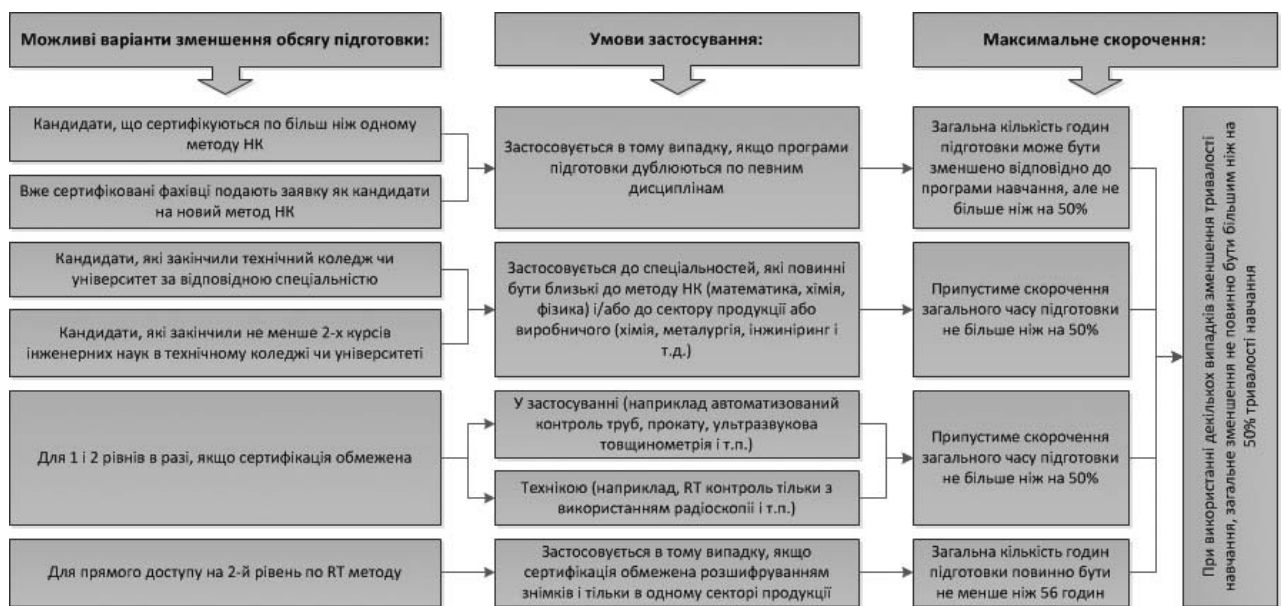 Можливі варіанти зменшення обсягу підготовки:
Умови застосування:
Максимальне скорочення:
Кандидати, що сертифікуються по більш ніж одному
методу НК
Вже сертифіковані фахівці подають заявку як кандидати
на новий метод НК
Застосовується в тому випадку, якщо програми
підготовки дублюються по певним
дисциплінам
Загальна кількість годин
підготовки може бути
зменшено відповідно до
програми навчання, але не
більше ніж на 50%
Кандидати, які закінчили технічний коледж чи
університет за відповідною спеціальністю
Кандидати, які закінчили не менше 2-х курсів
інженерних наук в технічному коледжі чи університеті
Застосовується до спеціальностей, які повинні
бути близькі до методу НК (математика, хімія,
фізика) і/або до сектору продукції або
виробничого (хімія, металургія, інжиніринг і
т.д.)
Припустиме скорочення
загального часу підготовки
не більше ніж на 50%
Для 1 і 2 рівнів в разі, якщо сертифікація обмежена
У застосуванні (наприклад автоматизований
контроль труб, прокату, ультразвукова
товщинометрія і т.п.)
Технікою (наприклад, RT контроль тільки з
використанням радіоскопії і т.п.)
Припустиме скорочення
загального часу підготовки
не більше ніж на 50%
Для прямого доступу на 2-й рівень по RT методу
Застосовується в тому випадку, якщо
сертифікація обмежена розшифруванням
знімків і тільки в одному секторі продукції
Загальна кількість годин
підготовки повинно бути
не менше ніж 56 годин
При використанні декількох випадків зменшення тривалості
навчання, загальне зменшення не повинно бути більшим ніж на
50% тривалості навчання